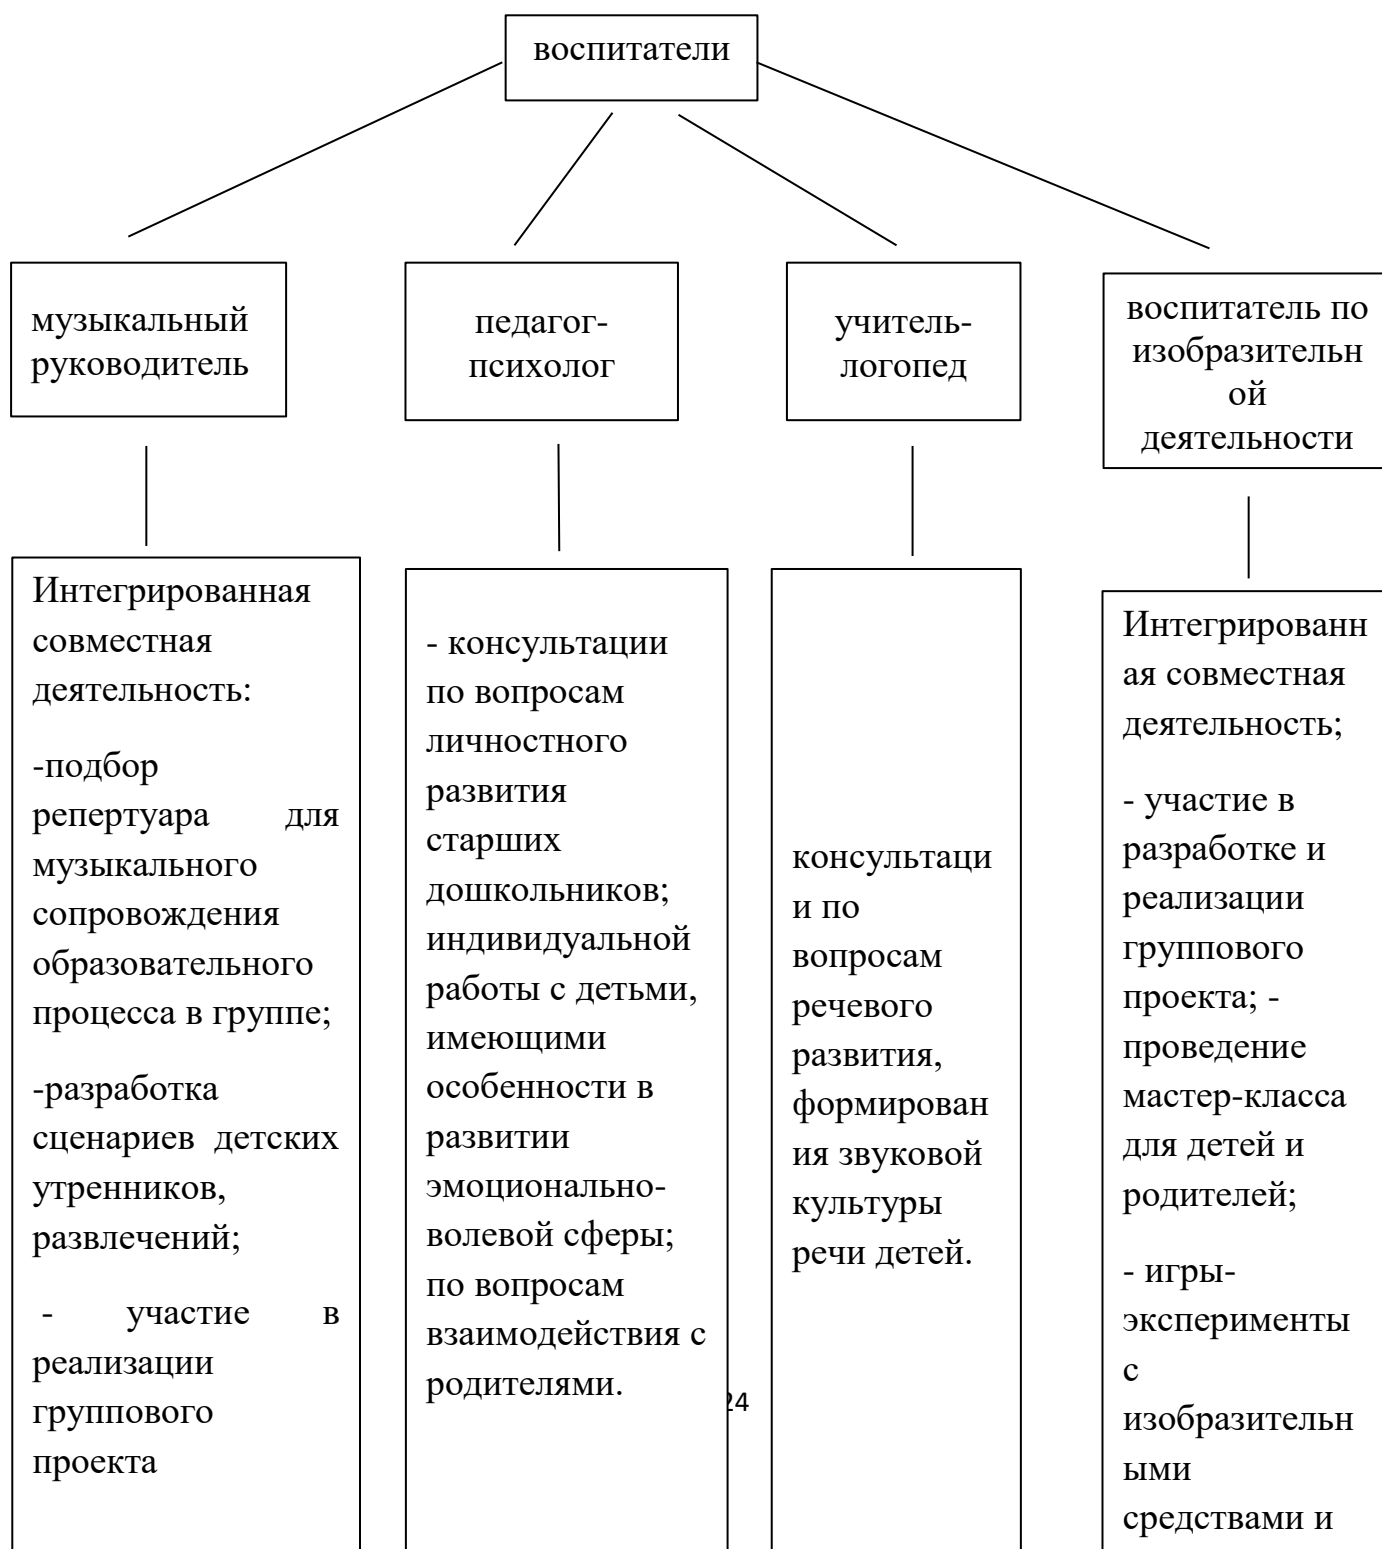 воспитатели
музыкальный
руководитель
педагог-
психолог
учитель-
логопед
воспитатель по
изобразительн
ой
деятельности
Интегрированная
совместная
деятельность:
-подбор
репертуара для
музыкального
сопровождения
образовательного
процесса в группе;
-разработка
сценариев детских
утренников,
развлечений;
- участие в
реализации
группового
проекта
- консультации
по вопросам
личностного
развития
старших
дошкольников;
индивидуальной
работы с детьми,
имеющими
особенности в
развитии
эмоционально-
волевой сферы;
по вопросам
взаимодействия с
родителями.
консультаци
и по
вопросам
речевого
развития,
формирован
ия звуковой
культуры
речи детей.
Интегрированн
ая совместная
деятельность;
- участие в
разработке и
реализации
группового
проекта; -
проведение
мастер-класса
для детей и
родителей;
- игры-
эксперименты
с
изобразительн
ыми
средствами и
24